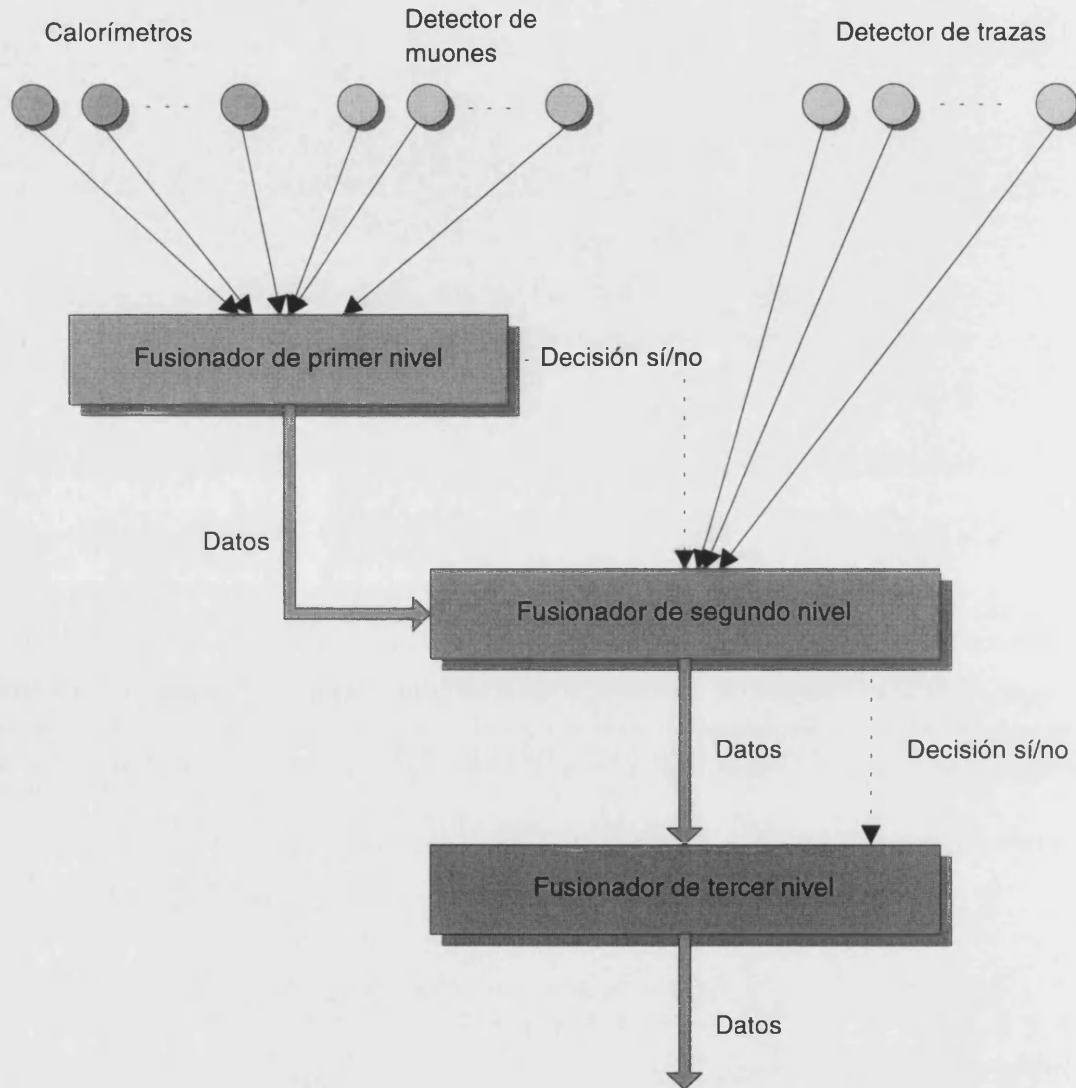 Calorímetros
Detector de
muones
Detector de trazas
Fusionador de primer nivel
Decisión sí/no
Datos
Fusionador de segundo nivel
Datos
Decisión sí/no
Fusionador de tercer nivel
Datos